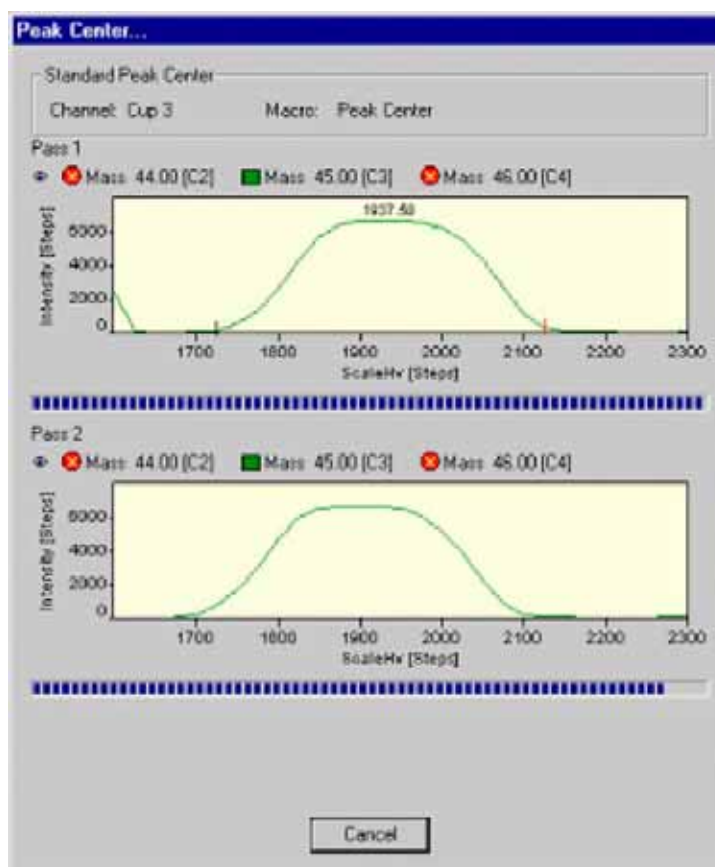 Peak Center...
Standard Peak Center
Channel: Cup 3 Macro: Peak Center
Pass 1
Mass 44.00 [C2] Mass 45.00 [C3] Mass 46.00 [C4]
1937.58
Intensity [Steps]
6000
4000
2000
0
1700 1800 1900 2000 2100 2200 2300
ScaleHv [Steps]
Pass 2
Mass 44.00 [C2] Mass 45.00 [C3] Mass 46.00 [C4]
Intensity [Steps]
6000
4000
2000
0
1700 1800 1900 2000 2100 2200 2300
ScaleHv [Steps]
Cancel